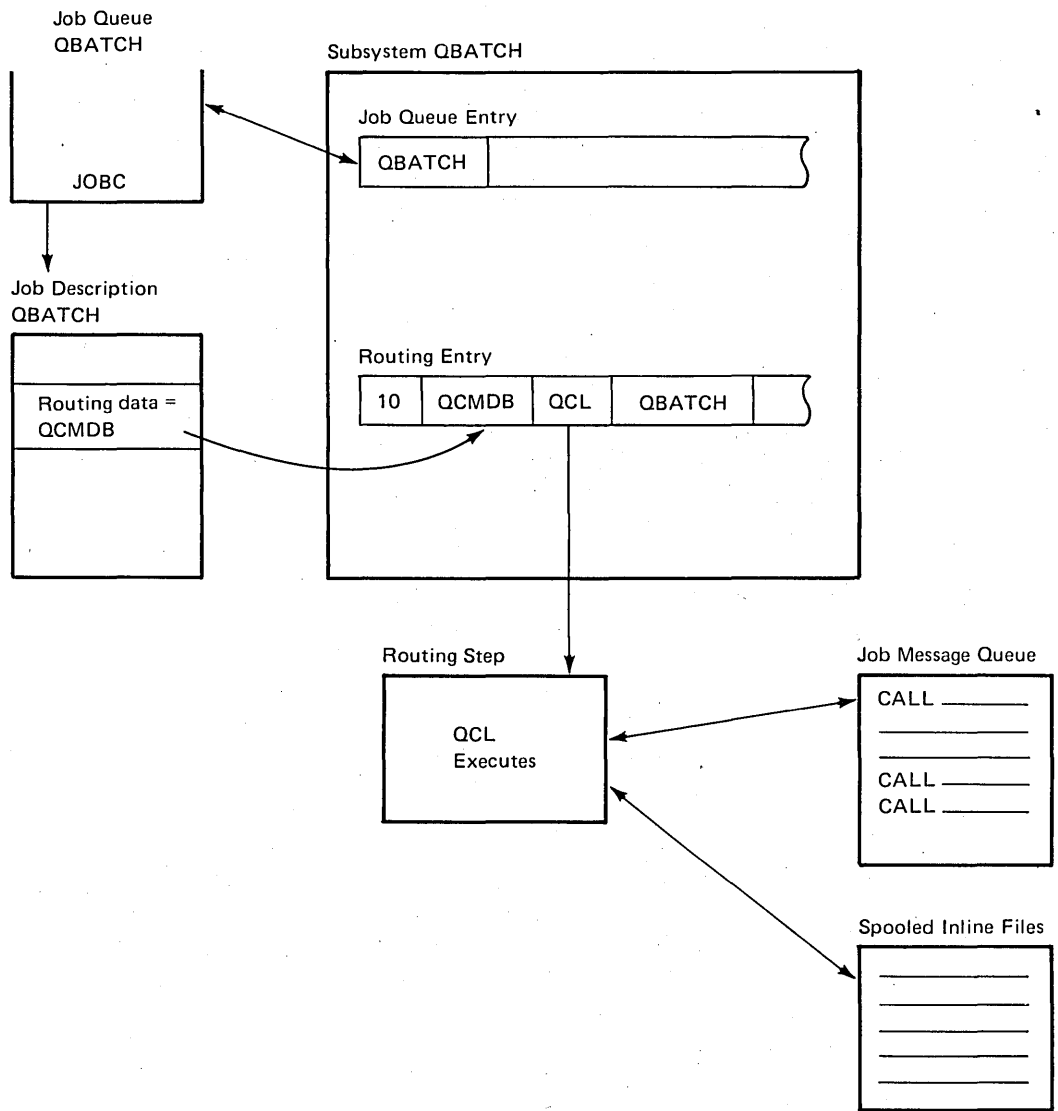 Job Queue
QBATCH
JOBC
Subsystem QBATCH
Job Queue Entry
QBATCH
Job Description
QBATCH
Routing data =
QCMDB
Routing Entry
10 QCMDB QCL QBATCH
Routing Step
QCL
Executes
Job Message Queue
CALL
CALL
CALL
Spooled Inline Files